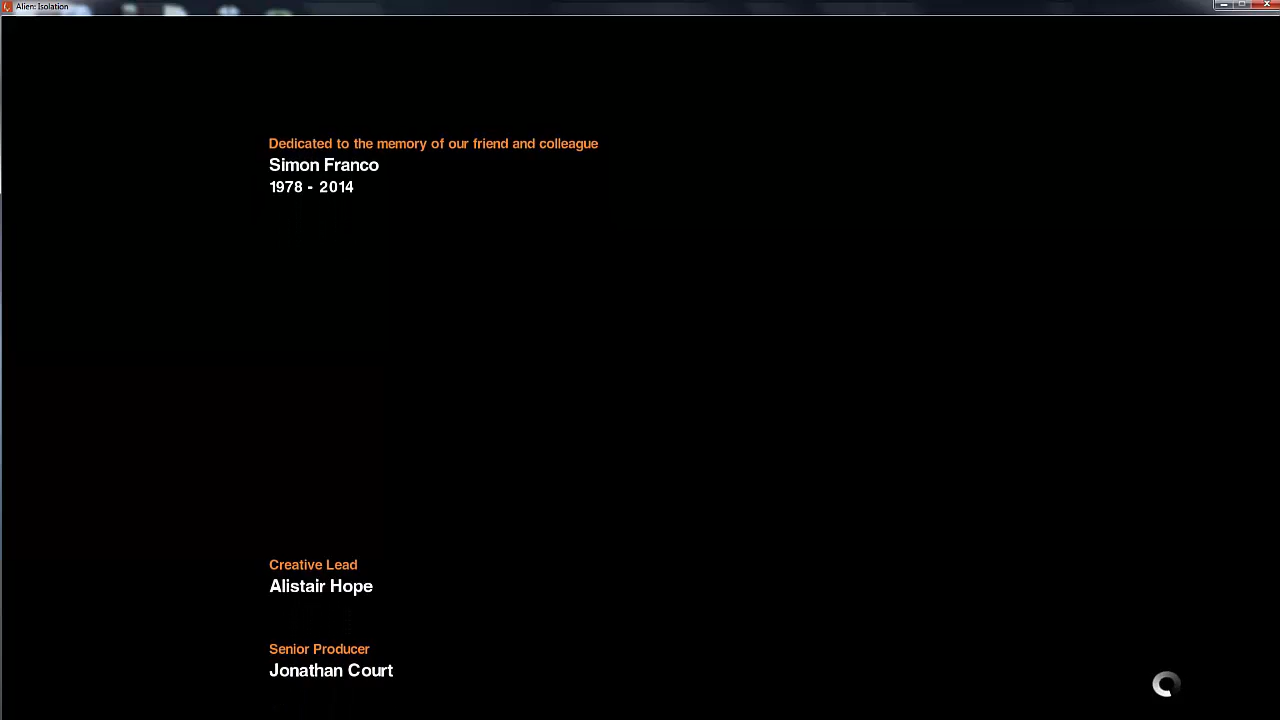 Alien: Isolation
Dedicated to the memory of our friend and colleague
Simon Franco
1978 - 2014
Creative Lead
Alistair Hope
Senior Producer
Jonathan Court